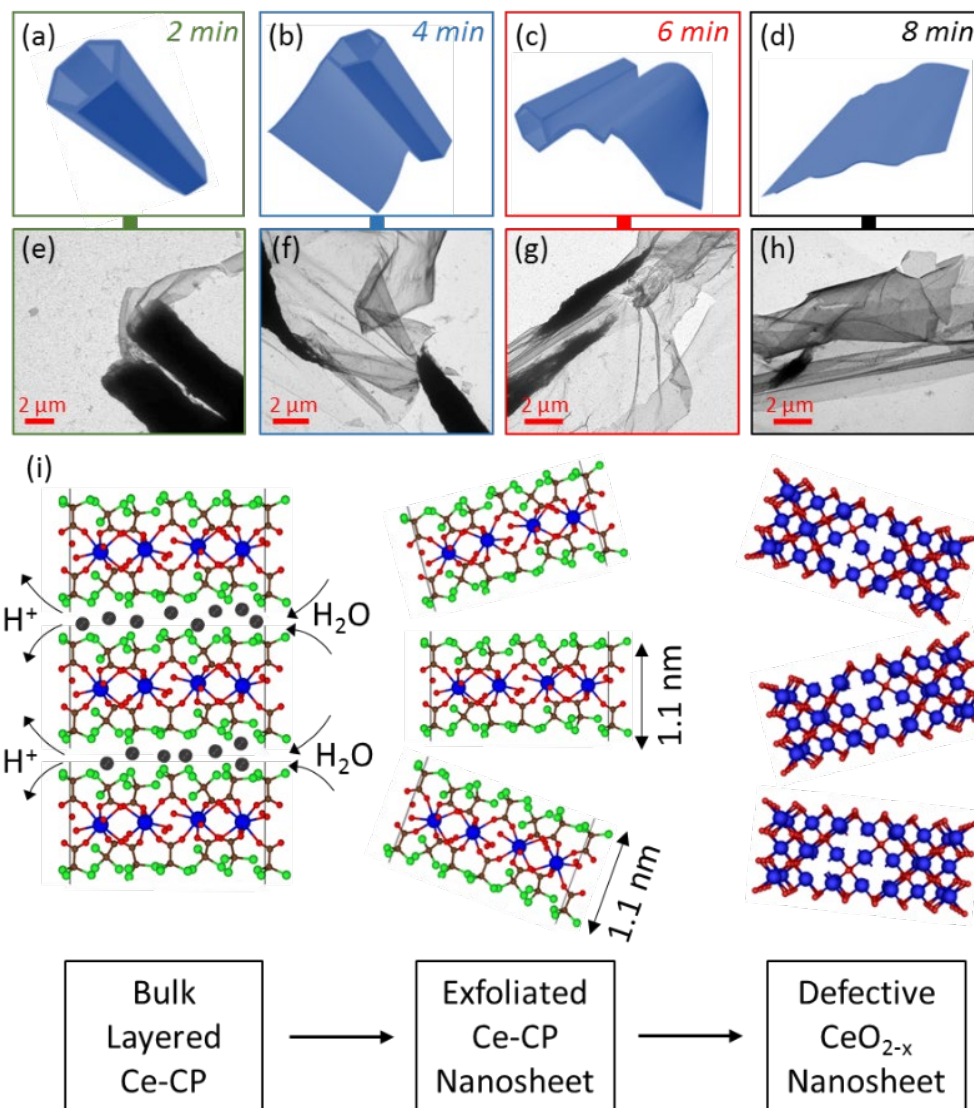 (a) 2 min
(b) 4 min
(c) 6 min
(d) 8 min
(e)
2 μm
(f)
2 μm
(g)
2 μm
(h)
2 μm
(i)
H⁺
H₂O
H⁺
H₂O
1.1 nm
1.1 nm
Bulk
Layered
Ce-CP
Exfoliated
Ce-CP
Nanosheet
Defective
CeO₂₋ₓ
Nanosheet